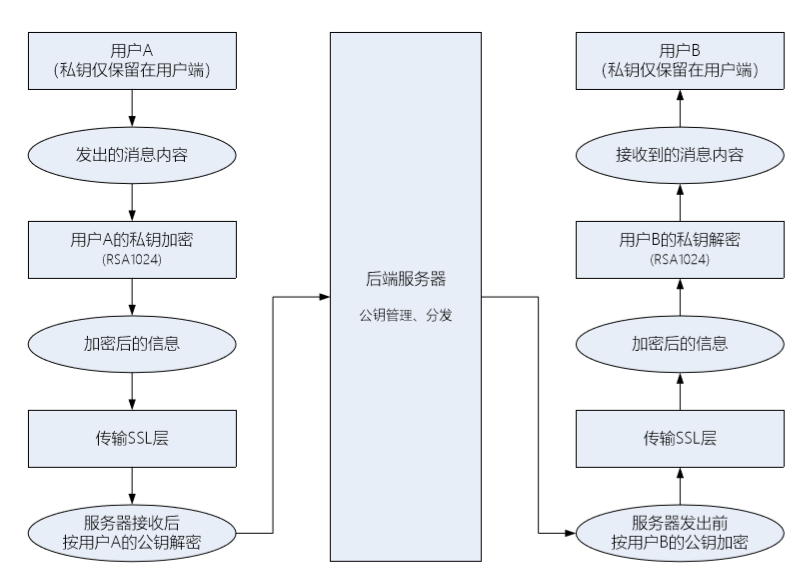 用户A
(私钥仅保留在用户端)
发出的消息内容
用户A的私钥加密
(RSA1024)
加密后的信息
传输SSL层
服务器接收后
按用户A的公钥解密
后端服务器
公钥管理、分发
用户B
(私钥仅保留在用户端)
接收到的消息内容
用户B的私钥解密
(RSA1024)
加密后的信息
传输SSL层
服务器发出前
按用户B的公钥加密